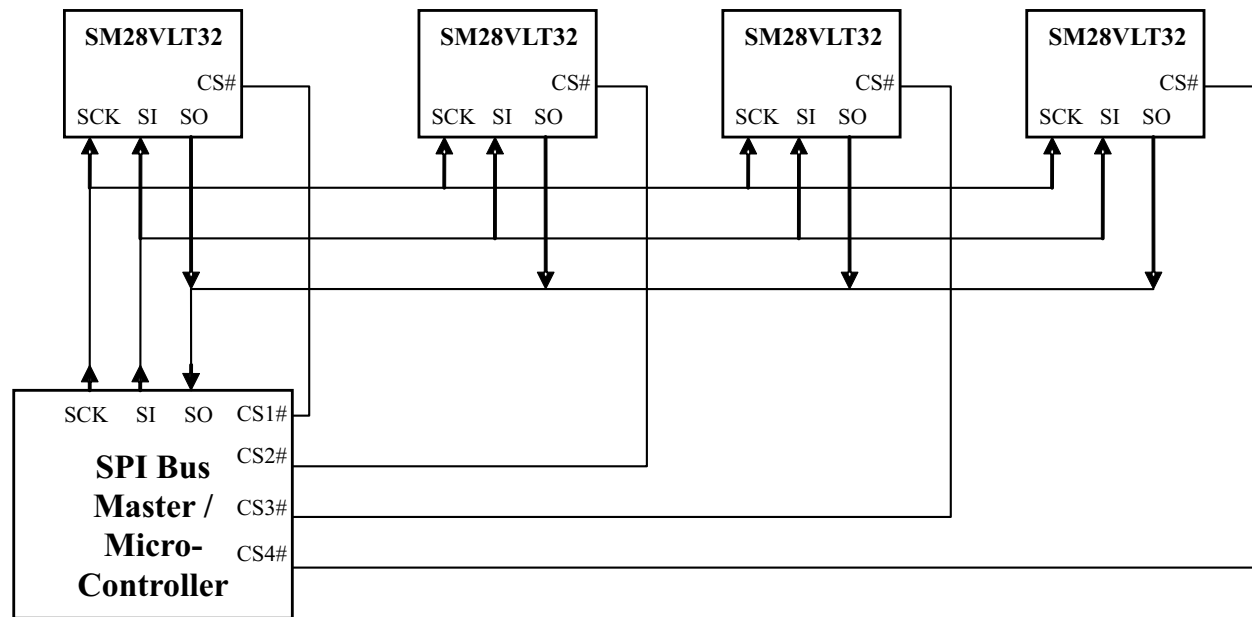 SM28VLT32
CS#
SCK SI SO
SM28VLT32
CS#
SCK SI SO
SM28VLT32
CS#
SCK SI SO
SM28VLT32
CS#
SCK SI SO
SCK SI SO CS1#
CS2#
CS3#
CS4#
SPI Bus
Master /
Micro-
Controller